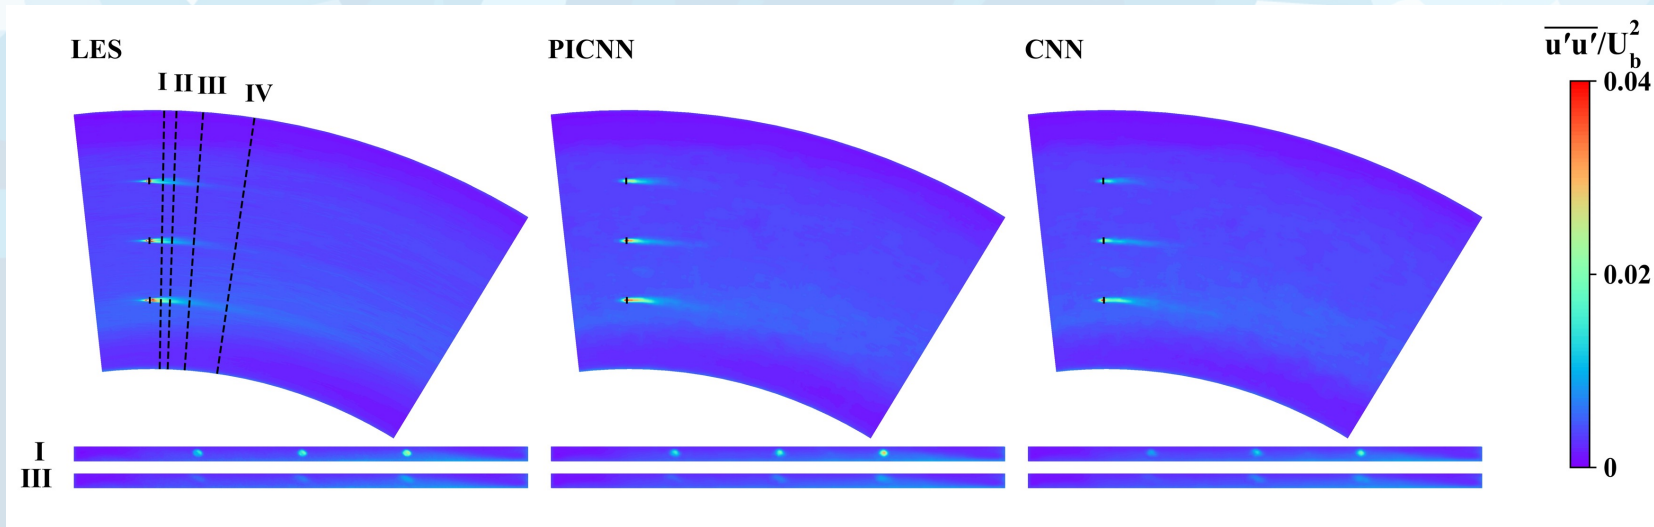 LES
PICNN
CNN
u′u′/U_b^2
I II III IV
0.04
0.02
0
I
III